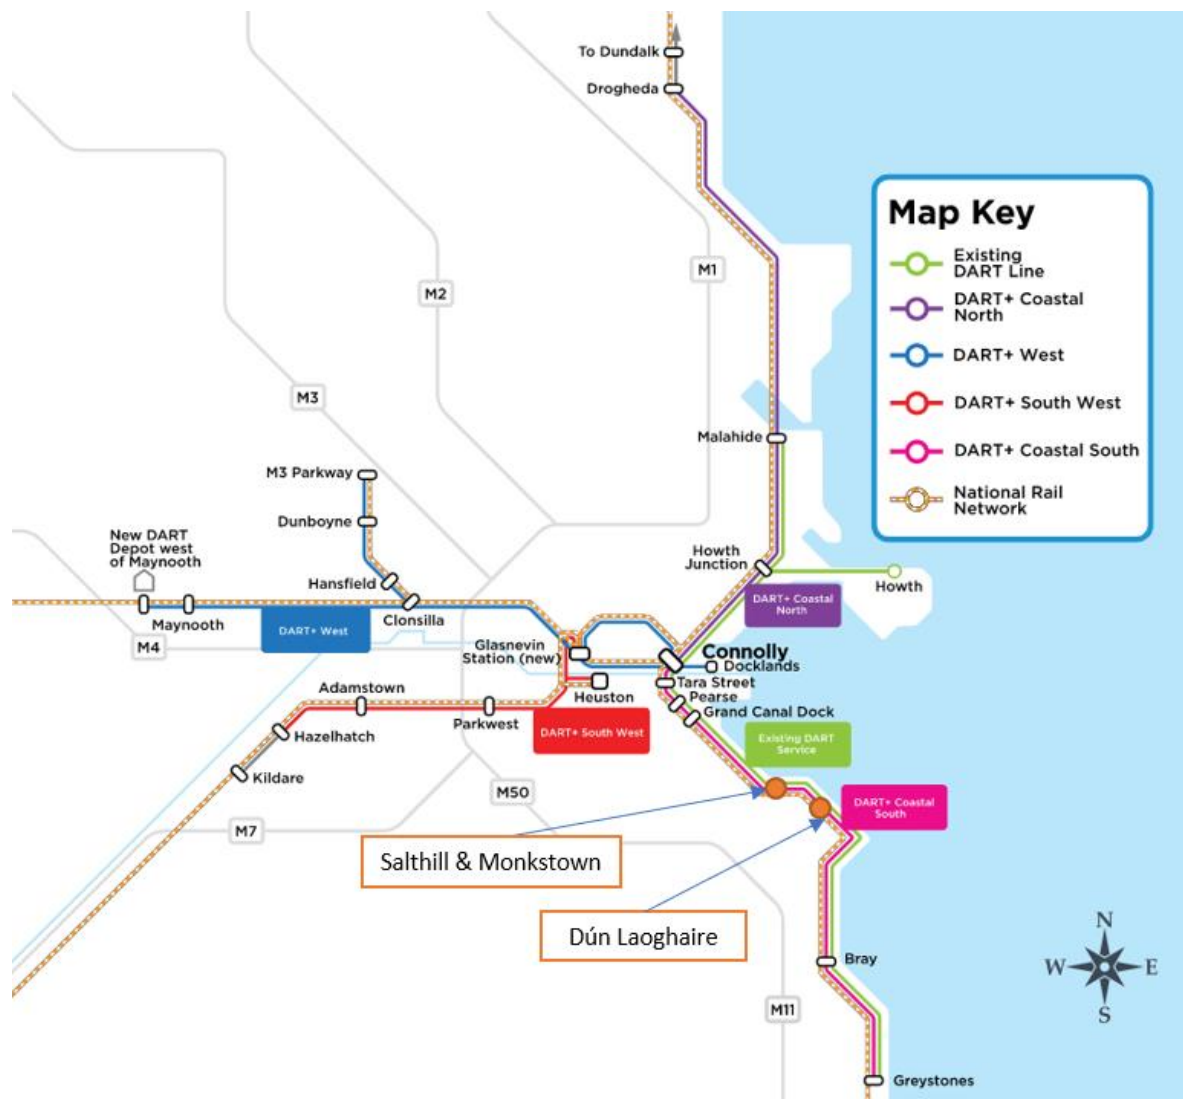 To Dundalk
Drogheda
Map Key
Existing
DART Line
DART+ Coastal
North
DART+ West
DART+ South West
DART+ Coastal South
National Rail
Network
M1
M2
M3
Malahide
M3 Parkway
Dunboyne
New DART
Depot west
of Maynooth
Hansfield
Howth
Junction
Howth
Maynooth
Clonsilla
DART+ West
DART+ Coastal
North
M4
Glasnevin
Station (new)
Connolly
Docklands
Tara Street
Adamstown
Heuston
Pearse
Parkwest
Grand Canal Dock
Hazelhatch
DART+ South West
Existing DART
Service
Kildare
M50
DART+ Coastal
South
M7
Salthill & Monkstown
Dún Laoghaire
Bray
M11
N
W
E
S
Greystones